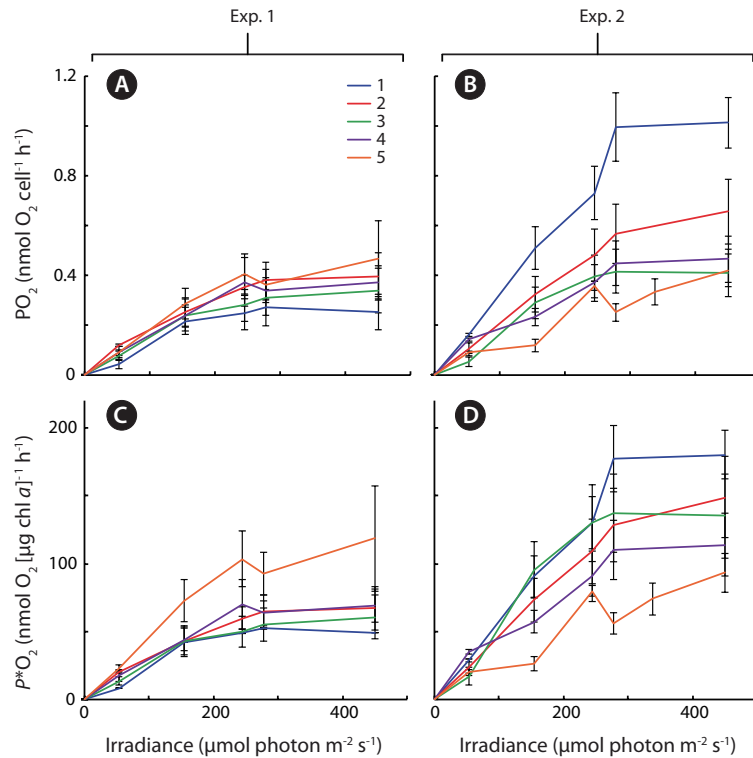 Exp. 1
Exp. 2
A
B
1.2
0.8
0.4
0
PO₂ (nmol O₂ cell⁻¹ h⁻¹)
1
2
3
4
5
C
D
200
100
0
P*O₂ (nmol O₂ [µg chl a]⁻¹ h⁻¹)
0
200
400
0
200
400
Irradiance (µmol photon m⁻² s⁻¹)
Irradiance (µmol photon m⁻² s⁻¹)